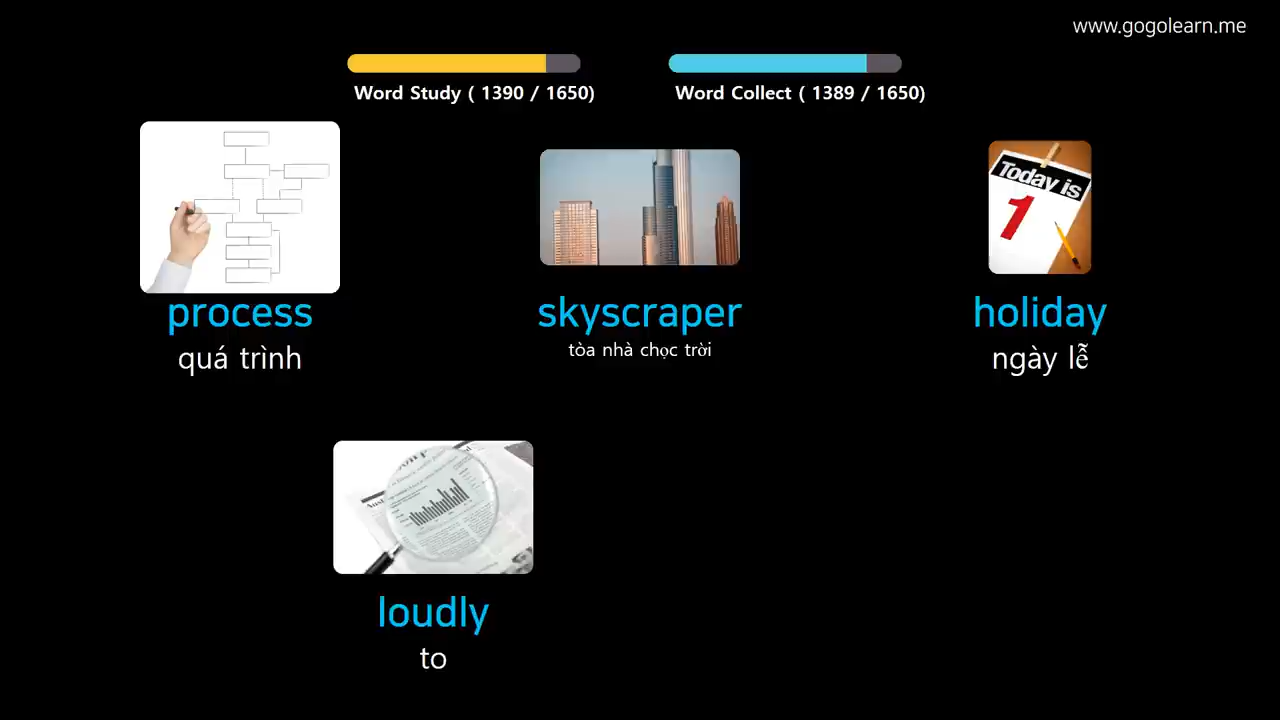 www.gogolearn.me
Word Study ( 1390 / 1650)
Word Collect ( 1389 / 1650)
Today is
1
process
quá trình
skyscraper
tòa nhà chọc trời
holiday
ngày lễ
loudly
to